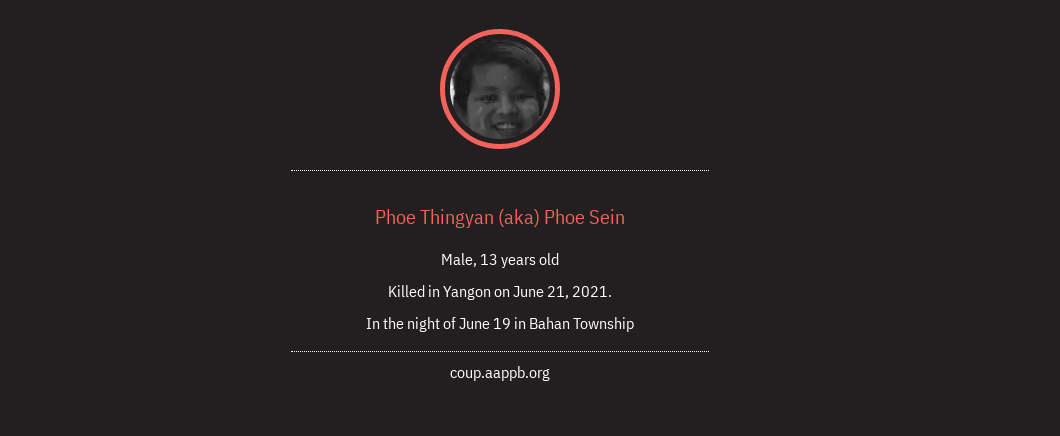 Phoe Thingyan (aka) Phoe Sein
Male, 13 years old
Killed in Yangon on June 21, 2021.
In the night of June 19 in Bahan Township
coup.aappb.org